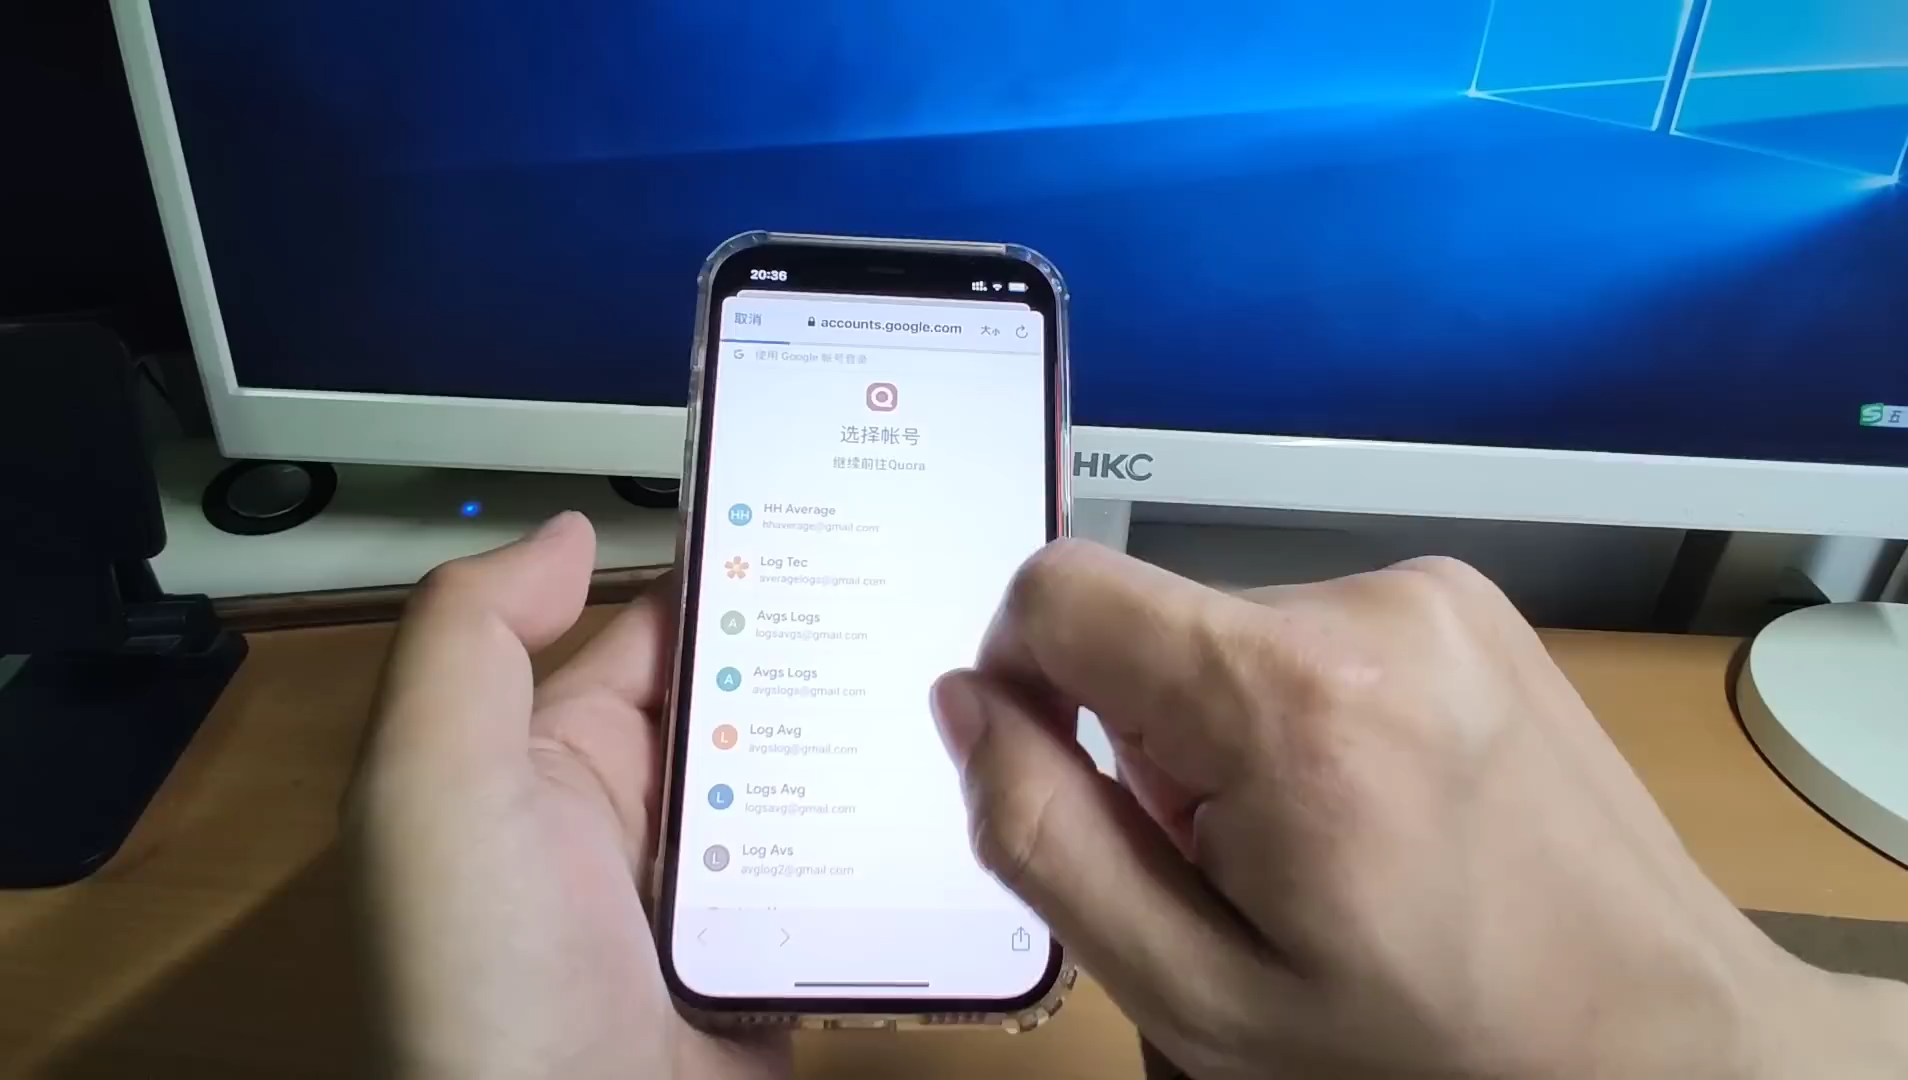 20:36
取消
accounts.google.com
大小
G 使用 Google 帐号登录
Q
选择帐号
继续前往Quora
HH
HH Average
hhaverage@gmail.com
Log Tec
averagelogs@gmail.com
A
Avgs Logs
logsavgs@gmail.com
A
Avgs Logs
avgslogs@gmail.com
L
Log Avg
avgslog@gmail.com
L
Logs Avg
logsavg@gmail.com
L
Log Avs
avglog2@gmail.com
HKC
S 五